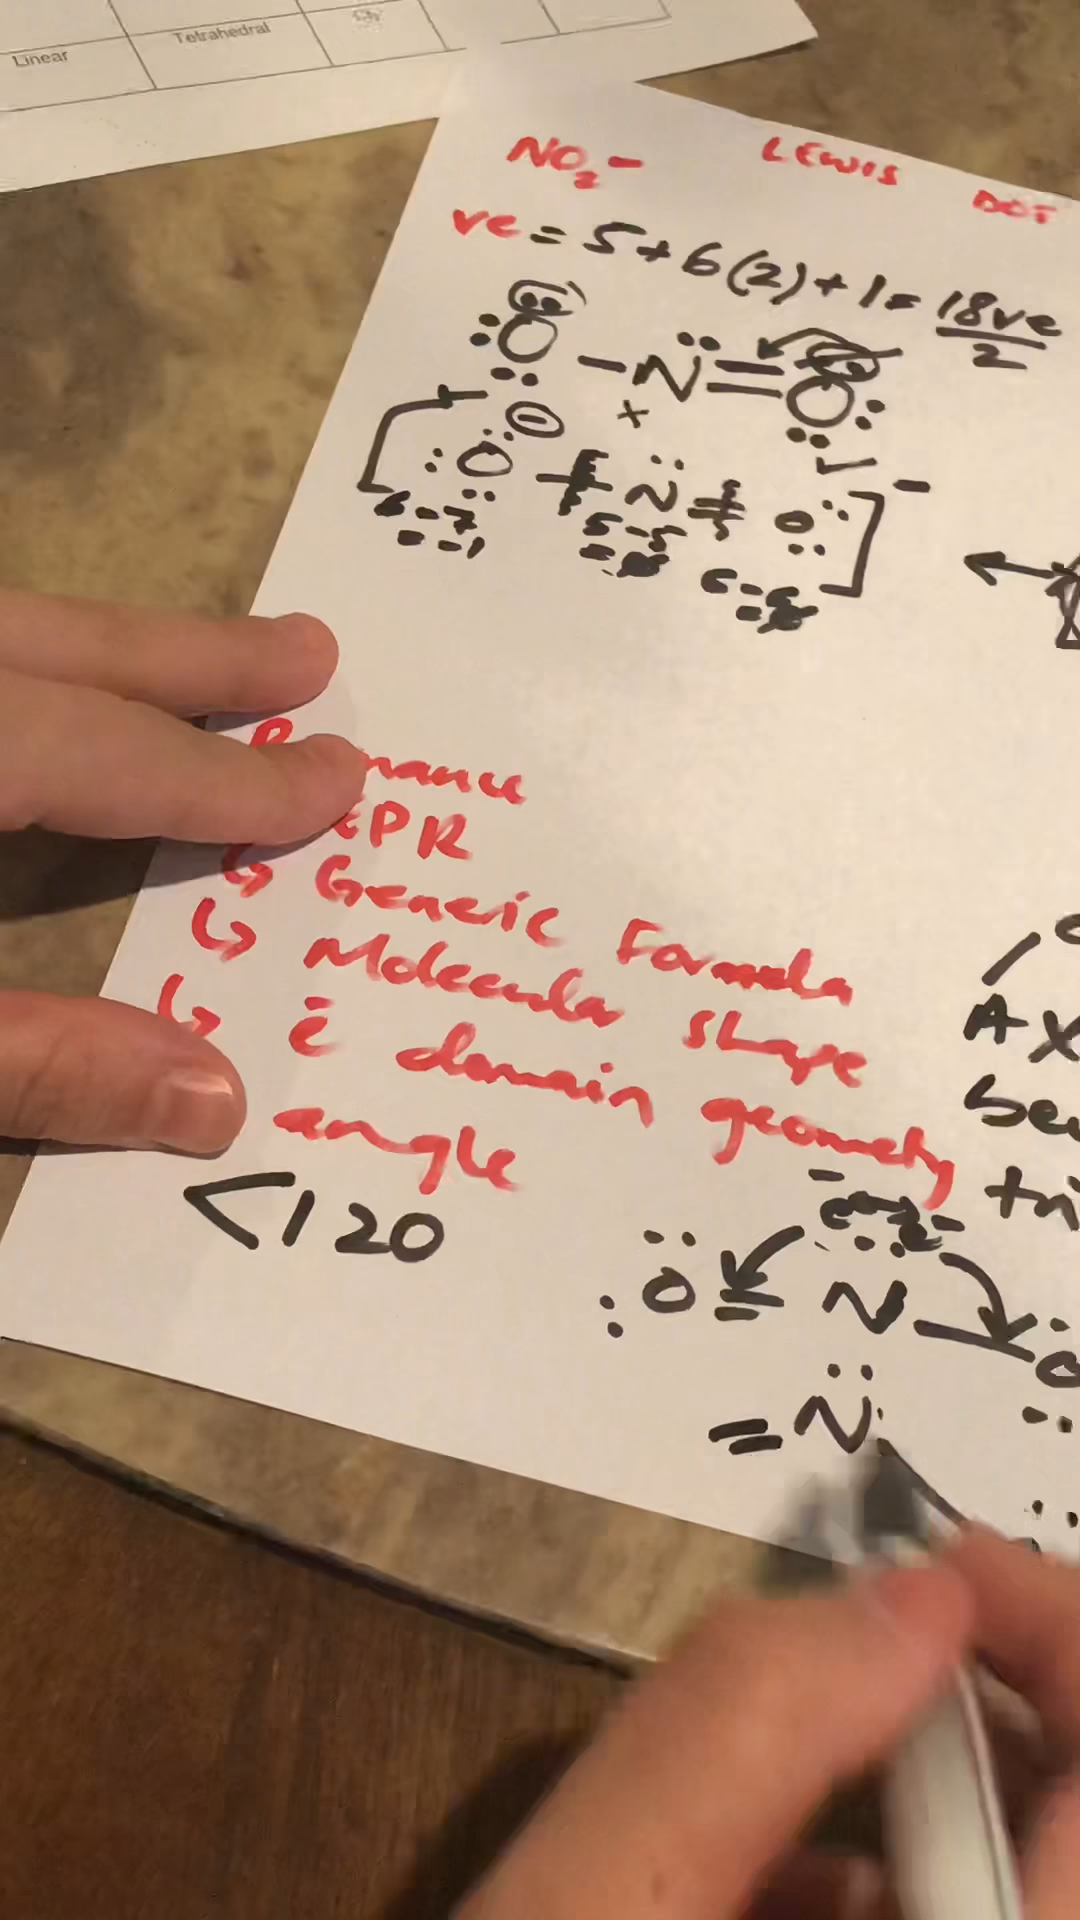 Linear Tetrahedral
NO₂⁻ LEWIS DOT
ve = 5+6(2)+1= 18ve
2
O - N = O
x
O N O
6-7
= -1
5-5
=
6-6
=
EPR
Generic Formula
Molecular Shape
ē domain geometry
angle
<120
A X
O = N - O
= N